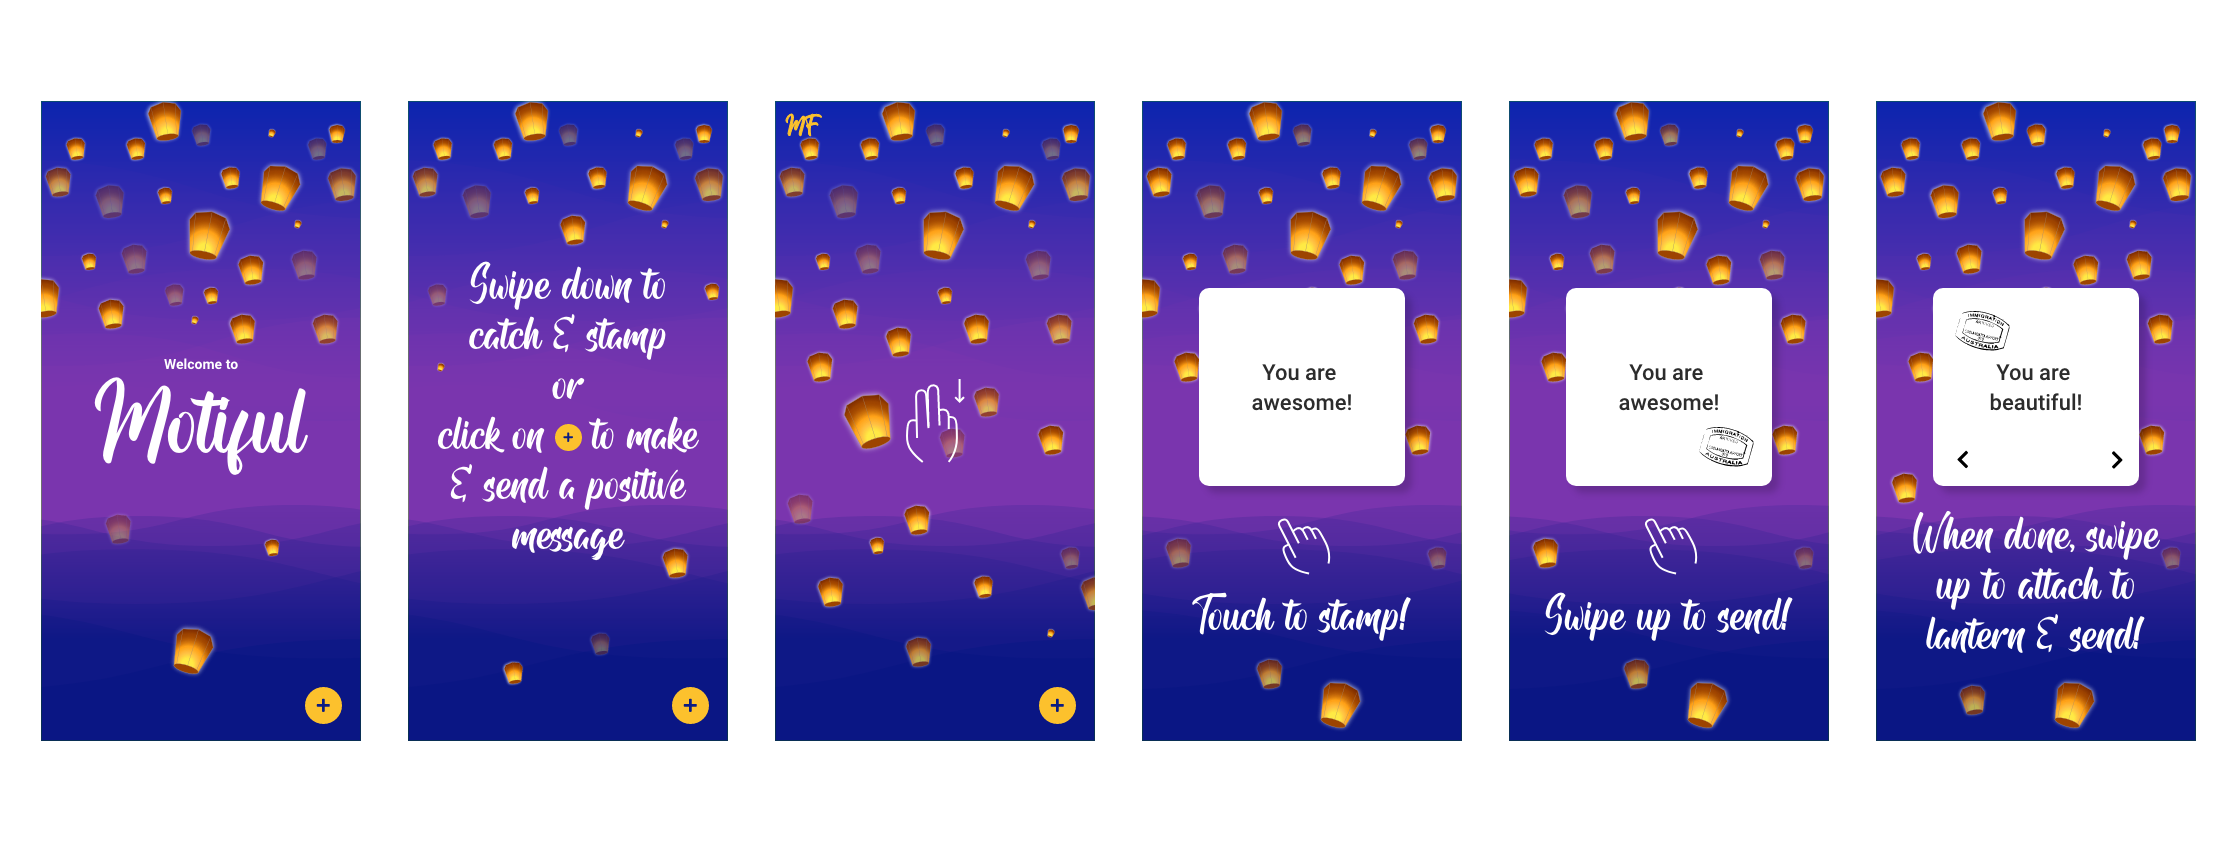 Welcome to
Motiful
+
Swipe down to
catch & stamp
or
click on + to make
& send a positive
message
+
MF
+
You are
awesome!
Touch to stamp!
You are
awesome!
IMMIGRATION
AUSTRALIA
Swipe up to send!
IMMIGRATION
AUSTRALIA
You are
beautiful!
When done, swipe
up to attach to
lantern & send!